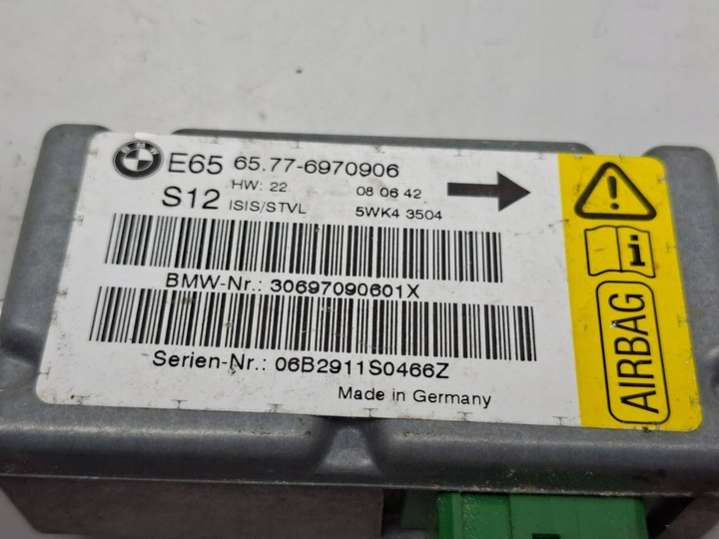 BMW
E65 65.77-6970906
HW: 22 08 06 42
S12 ISIS/STVL 5WK4 3504
BMW-Nr.: 30697090601X
Serien-Nr.: 06B2911S0466Z
Made in Germany
!
i
AIRBAG